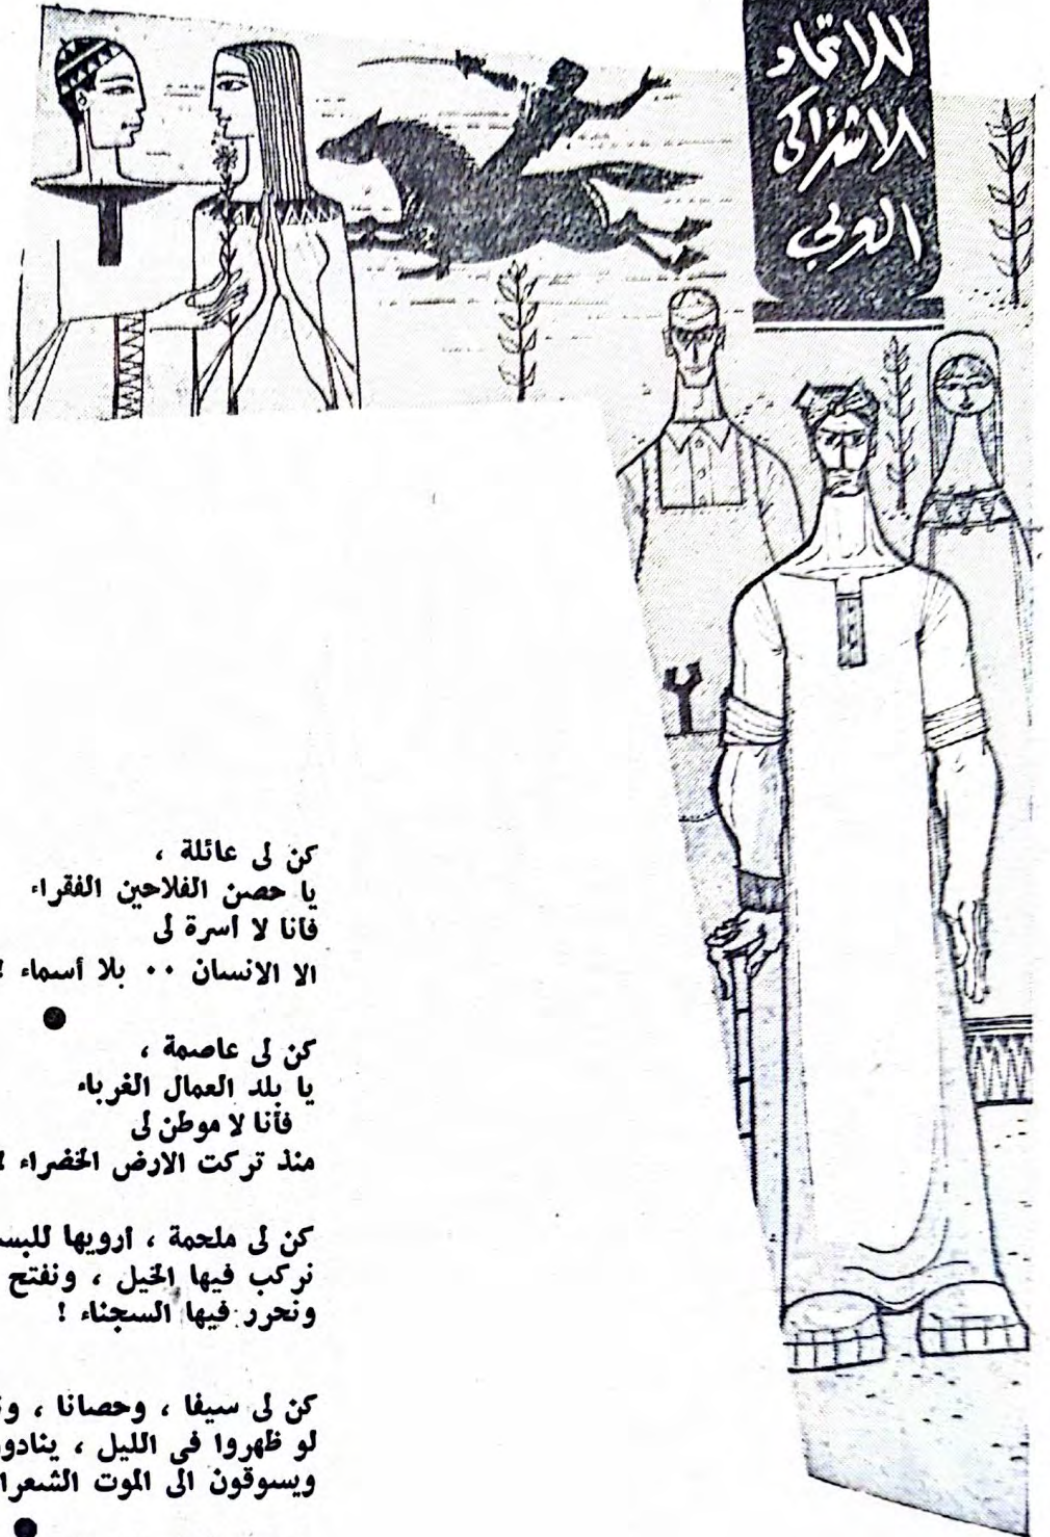 للاتحاد
الاشتراكى
العربى
كن لى عائلة ،
يا حصن الفلاحين الفقراء
فانا لا أسرة لى
الا الانسان ٠٠ بلا أسماء !
كن لى عاصمة ،
يا بلد العمال الغرباء
فأنا لا موطن لى
منذ تركت الارض الخضراء !
كن لى ملحمة ، ارويها
نركب فيها الخيل ، ونفتح
ونحرر فيها السجناء !
كن لى سيفا ، وحصانا ،
لو ظهروا فى الليل ،
ويسوقون الى الموت